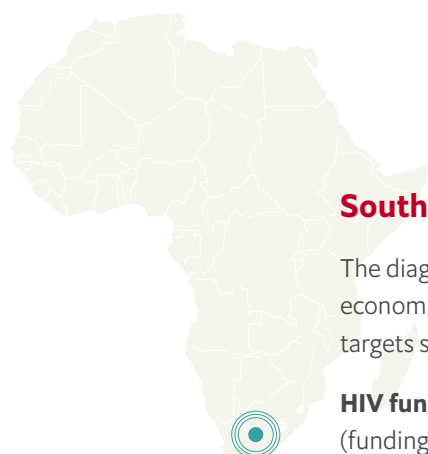 South
The diag
econom
targets s
HIV fun
(funding